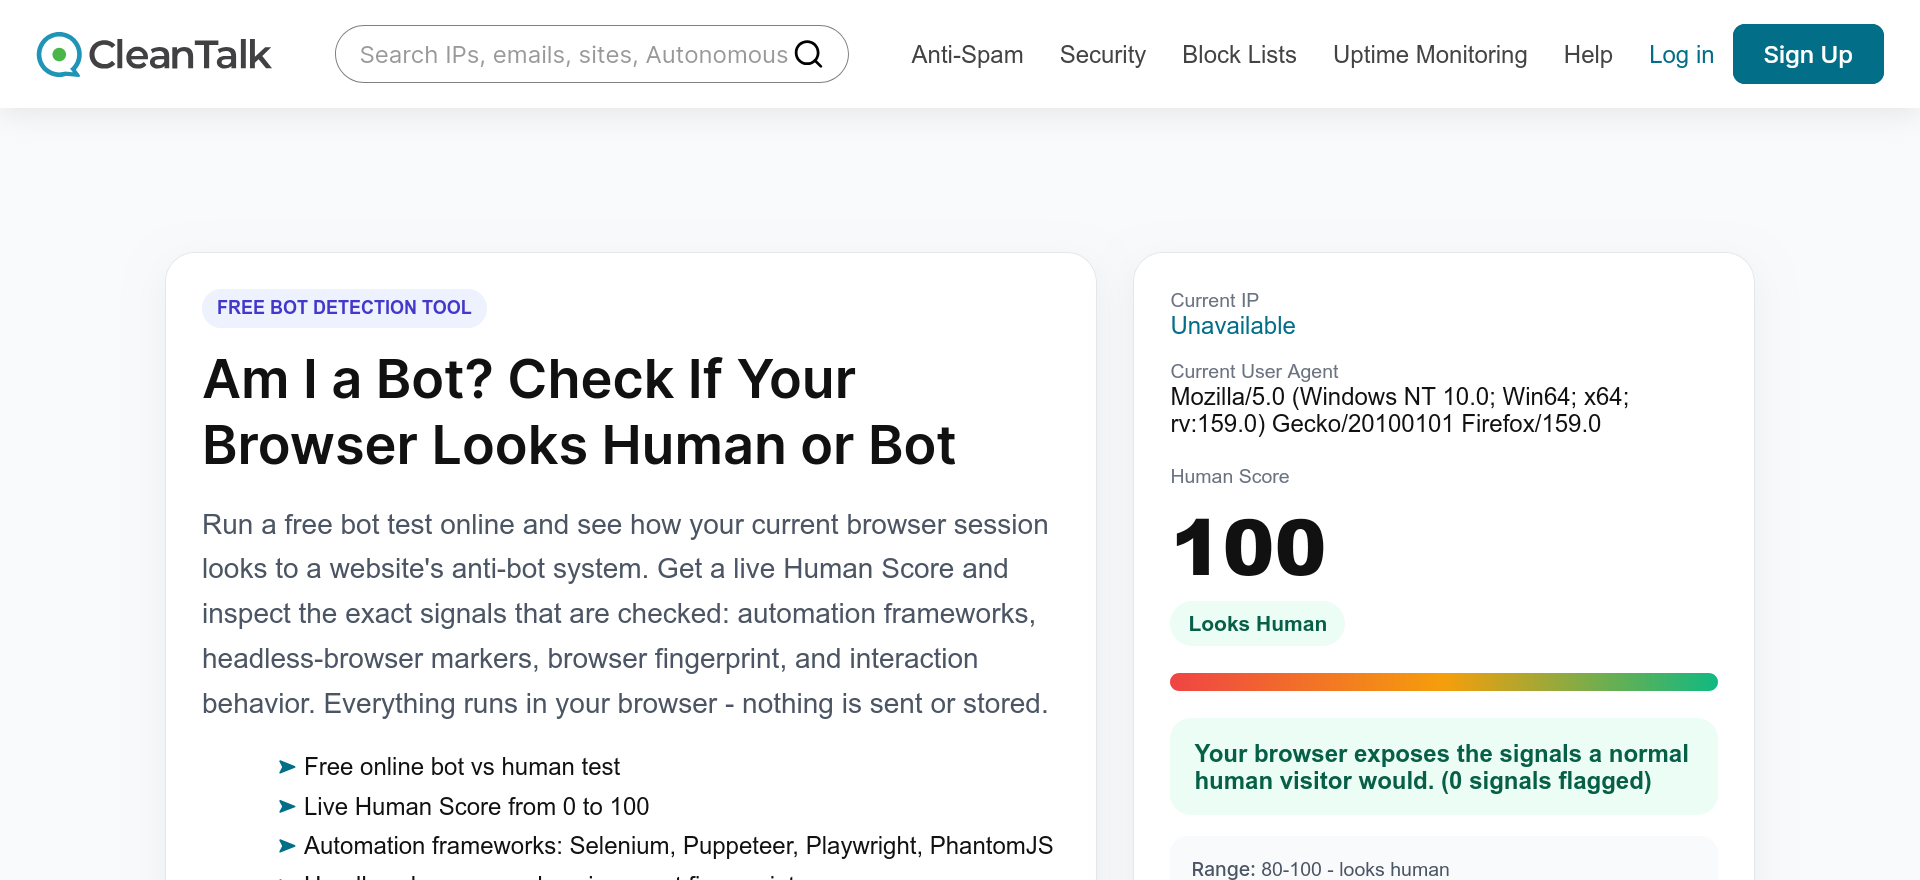 CleanTalk
Search IPs, emails, sites, Autonomous
Anti-Spam
Security
Block Lists
Uptime Monitoring
Help
Log in
Sign Up
FREE BOT DETECTION TOOL
Am I a Bot? Check If Your
Browser Looks Human or Bot
Run a free bot test online and see how your current browser session
looks to a website's anti-bot system. Get a live Human Score and
inspect the exact signals that are checked: automation frameworks,
headless-browser markers, browser fingerprint, and interaction
behavior. Everything runs in your browser - nothing is sent or stored.
➤ Free online bot vs human test
➤ Live Human Score from 0 to 100
➤ Automation frameworks: Selenium, Puppeteer, Playwright, PhantomJS
Current IP
Unavailable
Current User Agent
Mozilla/5.0 (Windows NT 10.0; Win64; x64;
rv:159.0) Gecko/20100101 Firefox/159.0
Human Score
100
Looks Human
Your browser exposes the signals a normal
human visitor would. (0 signals flagged)
Range: 80-100 - looks human